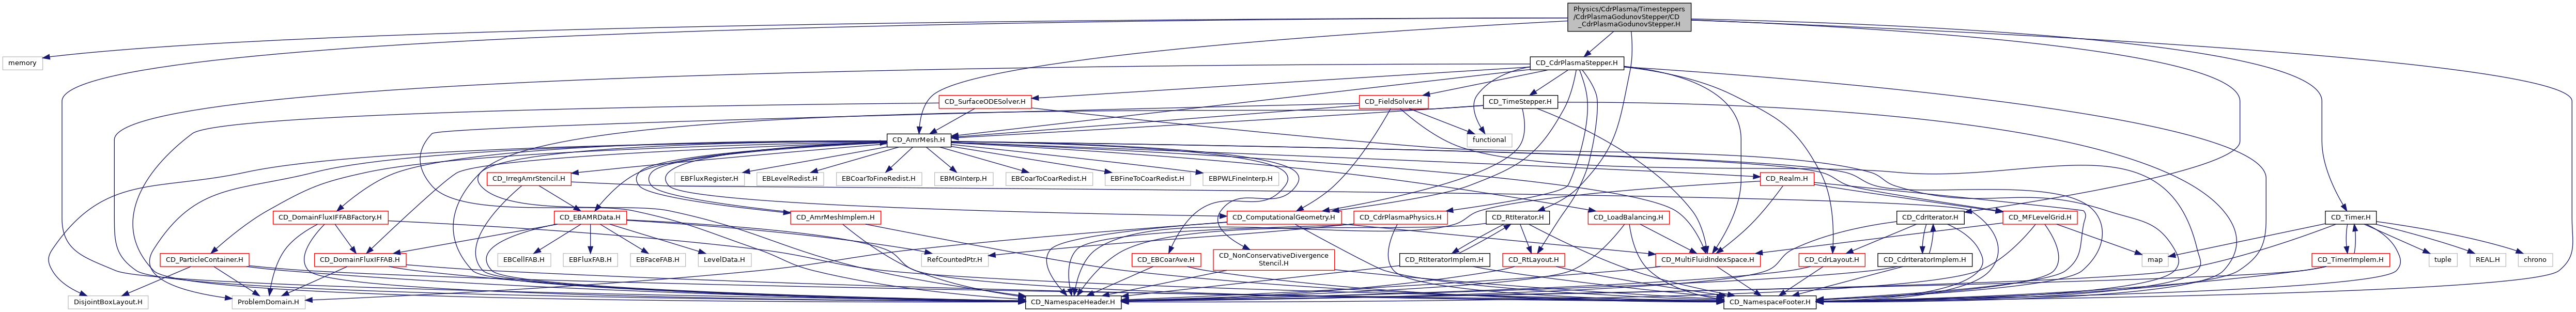 Physics/CdrPlasma/Timesteppers
/CdrPlasmaGodunovStepper/CD
_CdrPlasmaGodunovStepper.H
memory
CD_CdrPlasmaStepper.H
CD_SurfaceODESolver.H
CD_FieldSolver.H
CD_TimeStepper.H
CD_AmrMesh.H
functional
CD_IrregAmrStencil.H
EBFluxRegister.H
EBLevelRedist.H
EBCoarToFineRedist.H
EBMGInterp.H
EBCoarToCoarRedist.H
EBFineToCoarRedist.H
EBPWLFineInterp.H
CD_Realm.H
CD_DomainFluxIFFABFactory.H
CD_EBAMRData.H
CD_AmrMeshImplem.H
CD_ComputationalGeometry.H
CD_CdrPlasmaPhysics.H
CD_RtIterator.H
CD_LoadBalancing.H
CD_CdrIterator.H
CD_MFLevelGrid.H
CD_Timer.H
CD_ParticleContainer.H
CD_DomainFluxIFFAB.H
EBCellFAB.H
EBFluxFAB.H
EBFaceFAB.H
LevelData.H
RefCountedPtr.H
CD_EBCoarAve.H
CD_NonConservativeDivergence
Stencil.H
CD_RtIteratorImplem.H
CD_RtLayout.H
CD_MultiFluidIndexSpace.H
CD_CdrLayout.H
CD_CdrIteratorImplem.H
map
CD_TimerImplem.H
tuple
REAL.H
chrono
DisjointBoxLayout.H
ProblemDomain.H
CD_NamespaceHeader.H
CD_NamespaceFooter.H